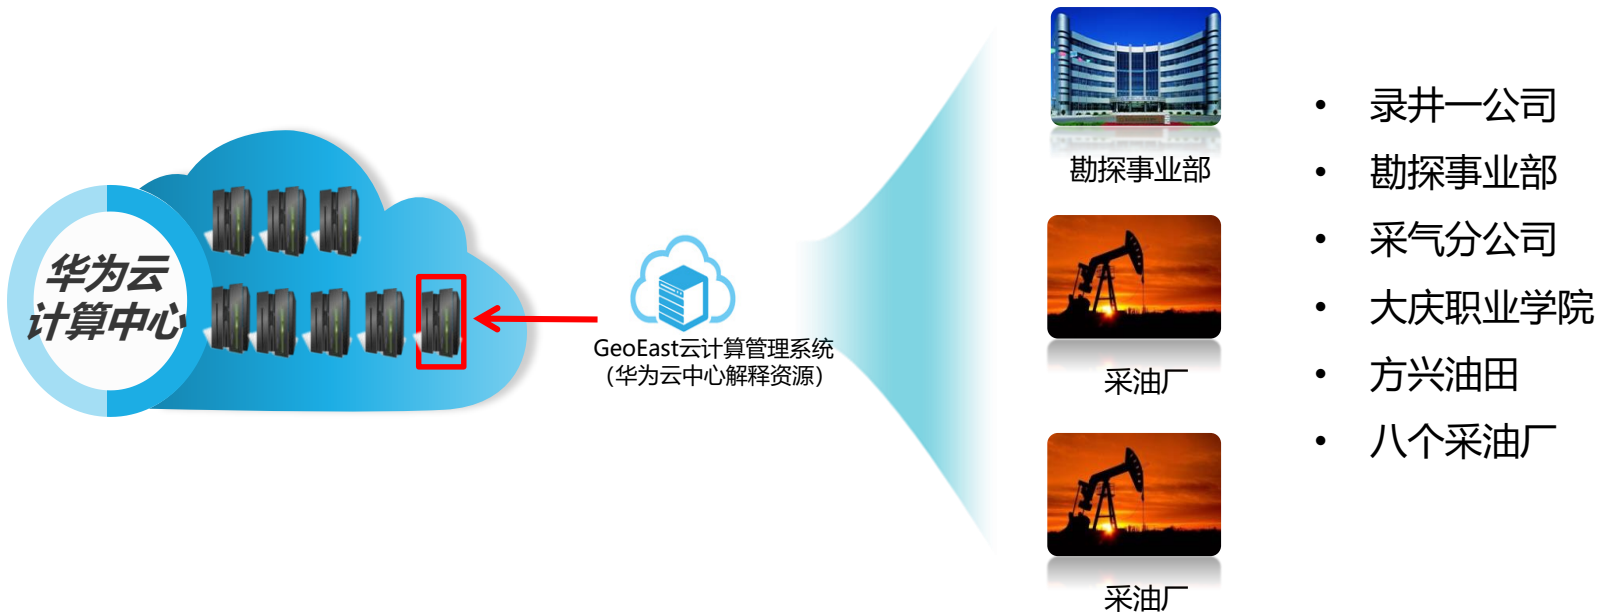 华为云
计算中心
GeoEast云计算管理系统
(华为云中心解释资源)
勘探事业部
采油厂
采油厂
• 录井一公司
• 勘探事业部
• 采气分公司
• 大庆职业学院
• 方兴油田
• 八个采油厂